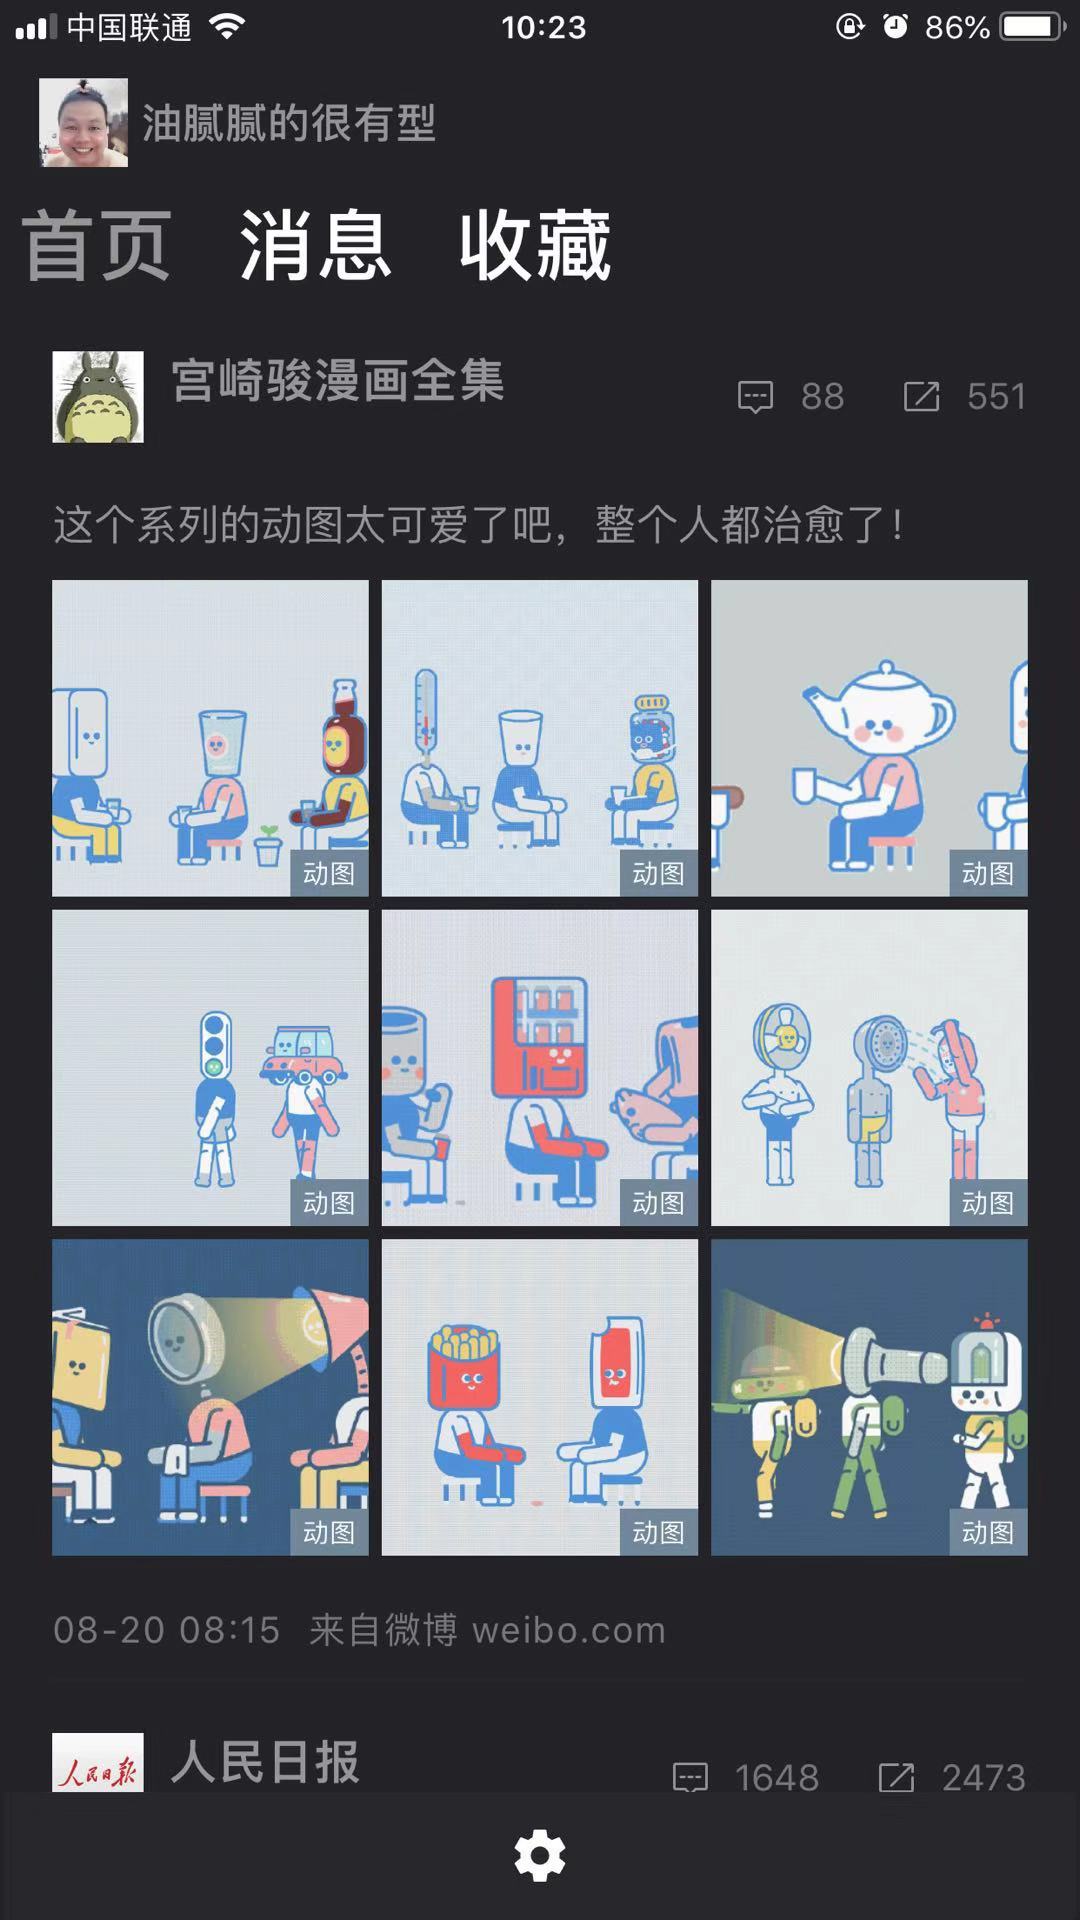 中国联通 10:23 86%
油腻腻的很有型
首页 消息 收藏
宫崎骏漫画全集 88 551
这个系列的动图太可爱了吧，整个人都治愈了！
动图 动图 动图
动图 动图 动图
动图 动图 动图
08-20 08:15 来自微博 weibo.com
人民日报 人民日报 1648 2473